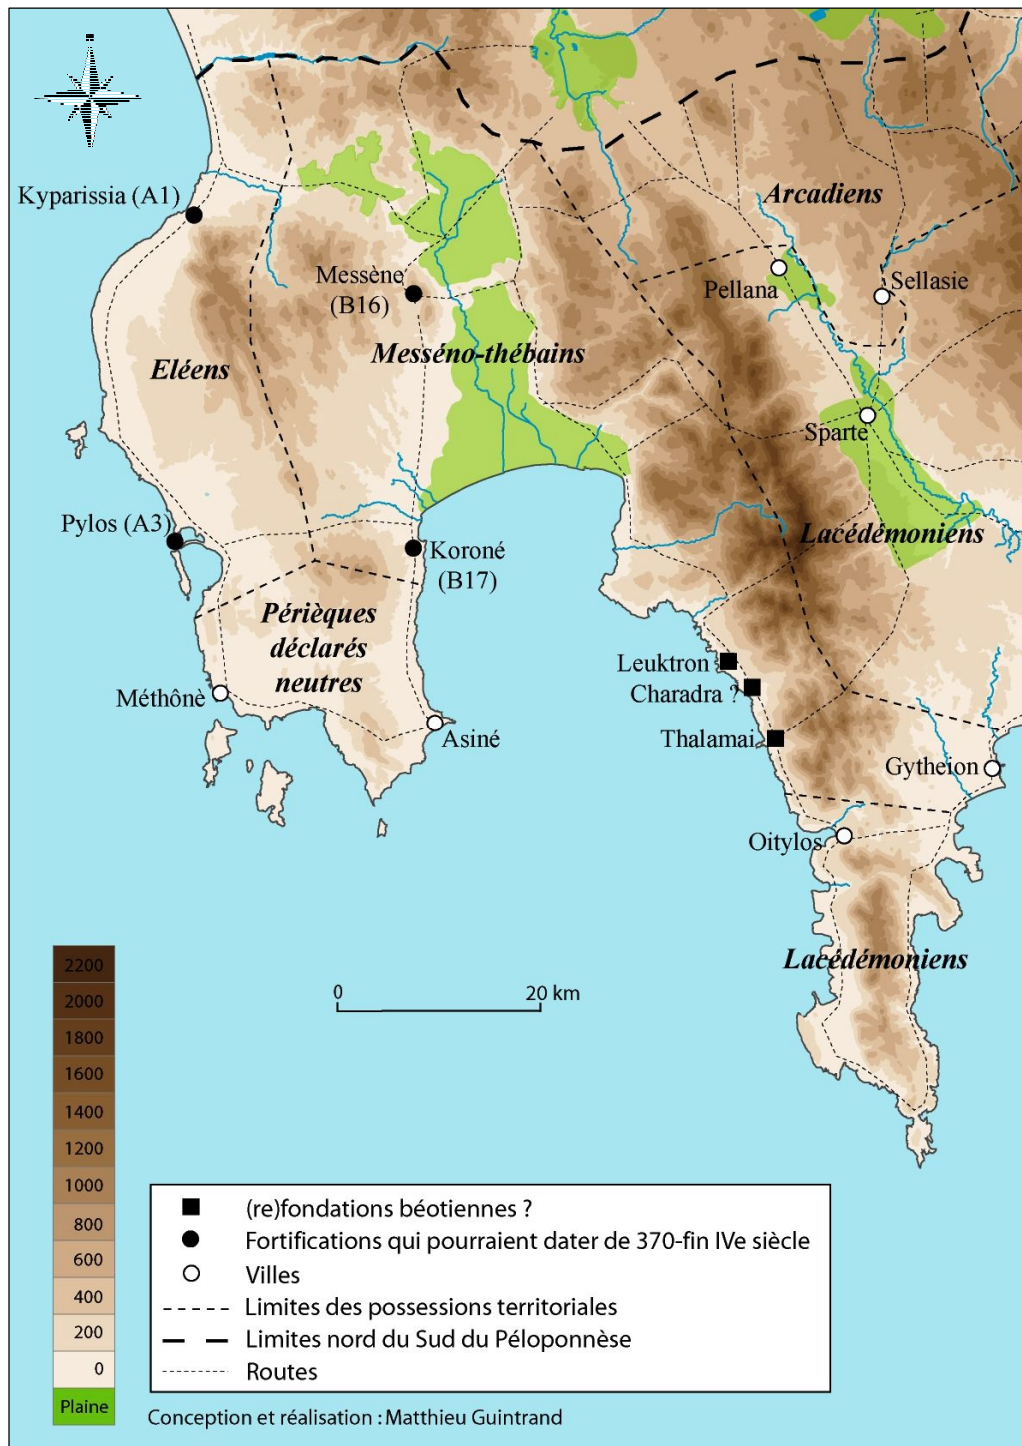 N
Kyparissia (A1)
Arcadiens
Messène
(B16)
Pellana
Sellasie
Eléens
Messéno-thébains
Sparte
Pylos (A3)
Koroné
(B17)
Lacédémoniens
Périèques
déclarés
neutres
Méthônè
Asiné
Leuktron
Charadra ?
Thalamai
Gytheion
Oitylos
Lacédémoniens
0 20 km
2200
2000
1800
1600
1400
1200
1000
800
600
400
200
0
Plaine
(re)fondations béotiennes ?
Fortifications qui pourraient dater de 370-fin IVe siècle
Villes
Limites des possessions territoriales
Limites nord du Sud du Péloponnèse
Routes
Conception et réalisation : Matthieu Guintrand